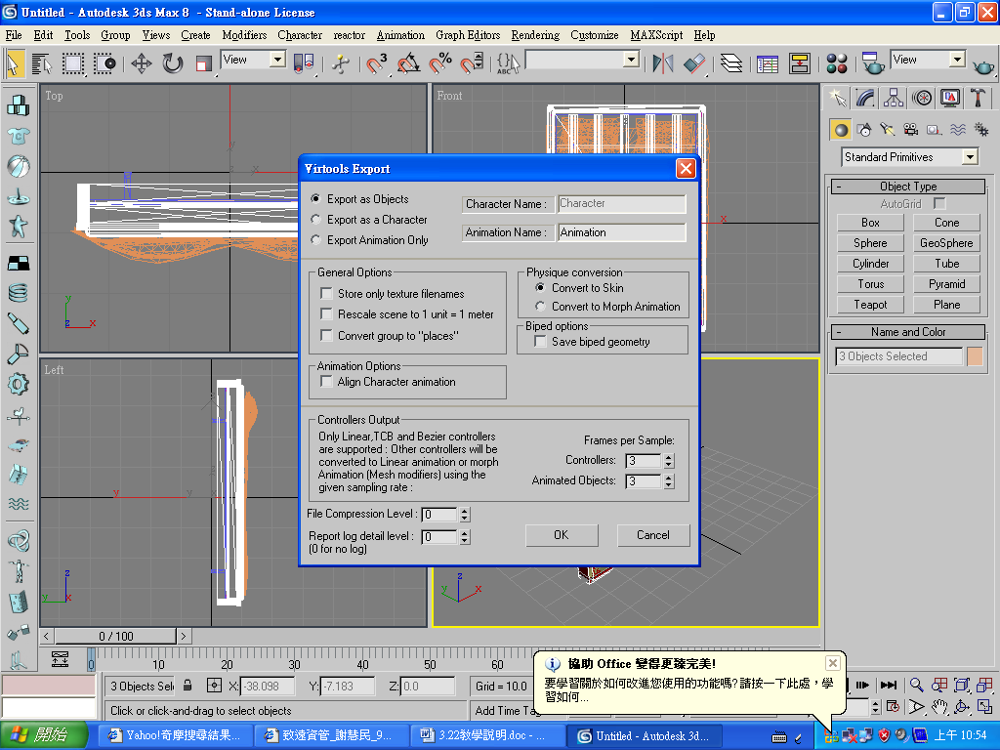 Untitled - Autodesk 3ds Max 8 - Stand-alone License
File Edit Tools Group Views Create Modifiers Character reactor Animation Graph Editors Rendering Customize MAXScript Help
View
3
%
ABC
View
Top
Front
Left
Virtools Export
Export as Objects
Export as a Character
Export Animation Only
Character Name :
Character
Animation Name :
Animation
General Options
Store only texture filenames
Rescale scene to 1 unit = 1 meter
Convert group to "places"
Physique conversion
Convert to Skin
Convert to Morph Animation
Biped options
Save biped geometry
Animation Options
Align Character animation
Controllers Output
Only Linear,TCB and Bezier controllers
are supported : Other controllers will be
converted to Linear animation or morph
Animation (Mesh modifiers) using the
given sampling rate :
Frames per Sample:
Controllers: 3
Animated Objects: 3
File Compression Level : 0
Report log detail level : 0
(0 for no log)
OK
Cancel
Standard Primitives
- Object Type
AutoGrid
Box Cone
Sphere GeoSphere
Cylinder Tube
Torus Pyramid
Teapot Plane
- Name and Color
3 Objects Selected
y
x
x
y
x
z
x
y
z
y
x
z
y
x
< 0 / 100 >
0 10 20 30 40 50 60
3 Objects Sel
X: -38.098
Y: -7.183
Z: 0.0
Grid = 10.0
Click or click-and-drag to select objects
Add Time Tag
協助 Office 變得更臻完美!
要學習關於如何改進您使用的功能嗎? 請按一下此處，學
習如何...
開始
Yahoo!奇摩搜尋結果...
致遠資管_謝慧民_9...
3.22教學說明.doc - ...
Untitled - Autodesk 3d...
上午 10:54